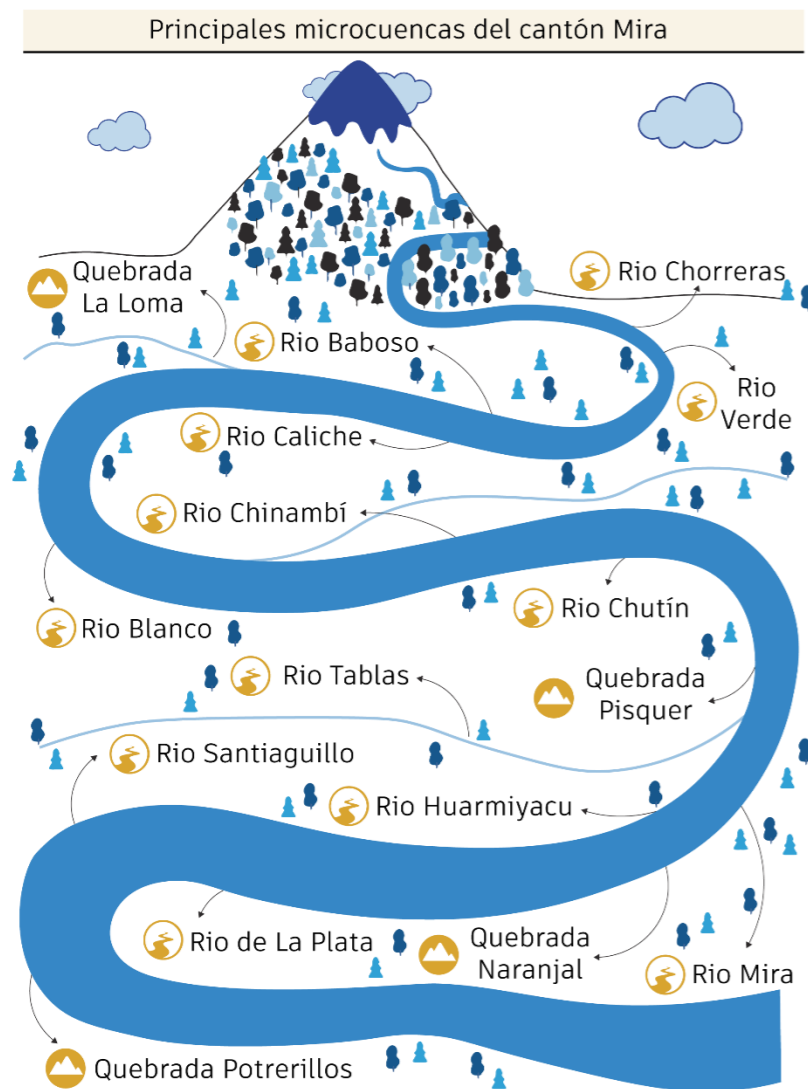 Principales microcuencas del cantón Mira
Quebrada
La Loma
Rio Chorreras
Rio Baboso
Rio
Verde
Rio Caliche
Rio Chinambí
Rio Chutín
Rio Blanco
Rio Tablas
Quebrada
Pisquer
Rio Santiaguillo
Rio Huarmiyacu
Rio de La Plata
Quebrada
Naranjal
Rio Mira
Quebrada Potrerillos